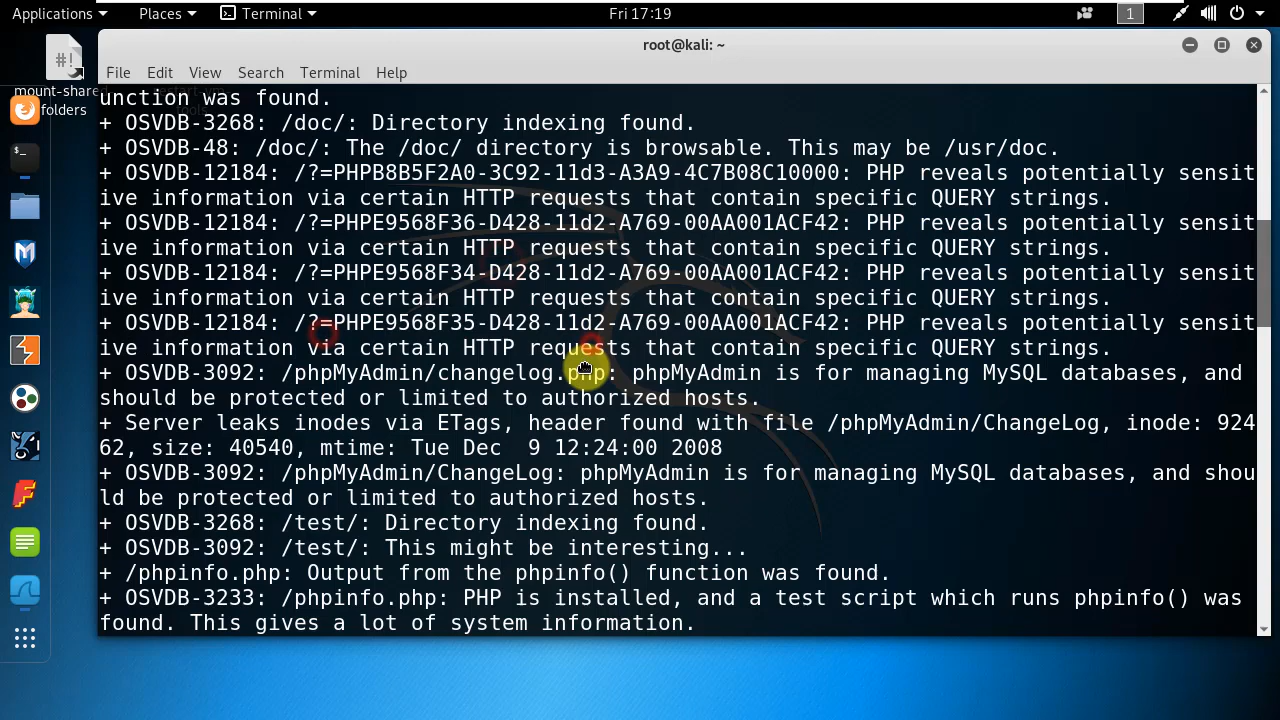 Applications Places Terminal Fri 17:19 1
root@kali: ~
File Edit View Search Terminal Help
mount-shared
folders
unction was found.
+ OSVDB-3268: /doc/: Directory indexing found.
+ OSVDB-48: /doc/: The /doc/ directory is browsable. This may be /usr/doc.
+ OSVDB-12184: /?=PHPB8B5F2A0-3C92-11d3-A3A9-4C7B08C10000: PHP reveals potentially sensit
ive information via certain HTTP requests that contain specific QUERY strings.
+ OSVDB-12184: /?=PHPE9568F36-D428-11d2-A769-00AA001ACF42: PHP reveals potentially sensit
ive information via certain HTTP requests that contain specific QUERY strings.
+ OSVDB-12184: /?=PHPE9568F34-D428-11d2-A769-00AA001ACF42: PHP reveals potentially sensit
ive information via certain HTTP requests that contain specific QUERY strings.
+ OSVDB-12184: /?=PHPE9568F35-D428-11d2-A769-00AA001ACF42: PHP reveals potentially sensit
ive information via certain HTTP requests that contain specific QUERY strings.
+ OSVDB-3092: /phpMyAdmin/changelog.php: phpMyAdmin is for managing MySQL databases, and
should be protected or limited to authorized hosts.
+ Server leaks inodes via ETags, header found with file /phpMyAdmin/ChangeLog, inode: 924
62, size: 40540, mtime: Tue Dec  9 12:24:00 2008
+ OSVDB-3092: /phpMyAdmin/ChangeLog: phpMyAdmin is for managing MySQL databases, and shou
ld be protected or limited to authorized hosts.
+ OSVDB-3268: /test/: Directory indexing found.
+ OSVDB-3092: /test/: This might be interesting...
+ /phpinfo.php: Output from the phpinfo() function was found.
+ OSVDB-3233: /phpinfo.php: PHP is installed, and a test script which runs phpinfo() was
found. This gives a lot of system information.